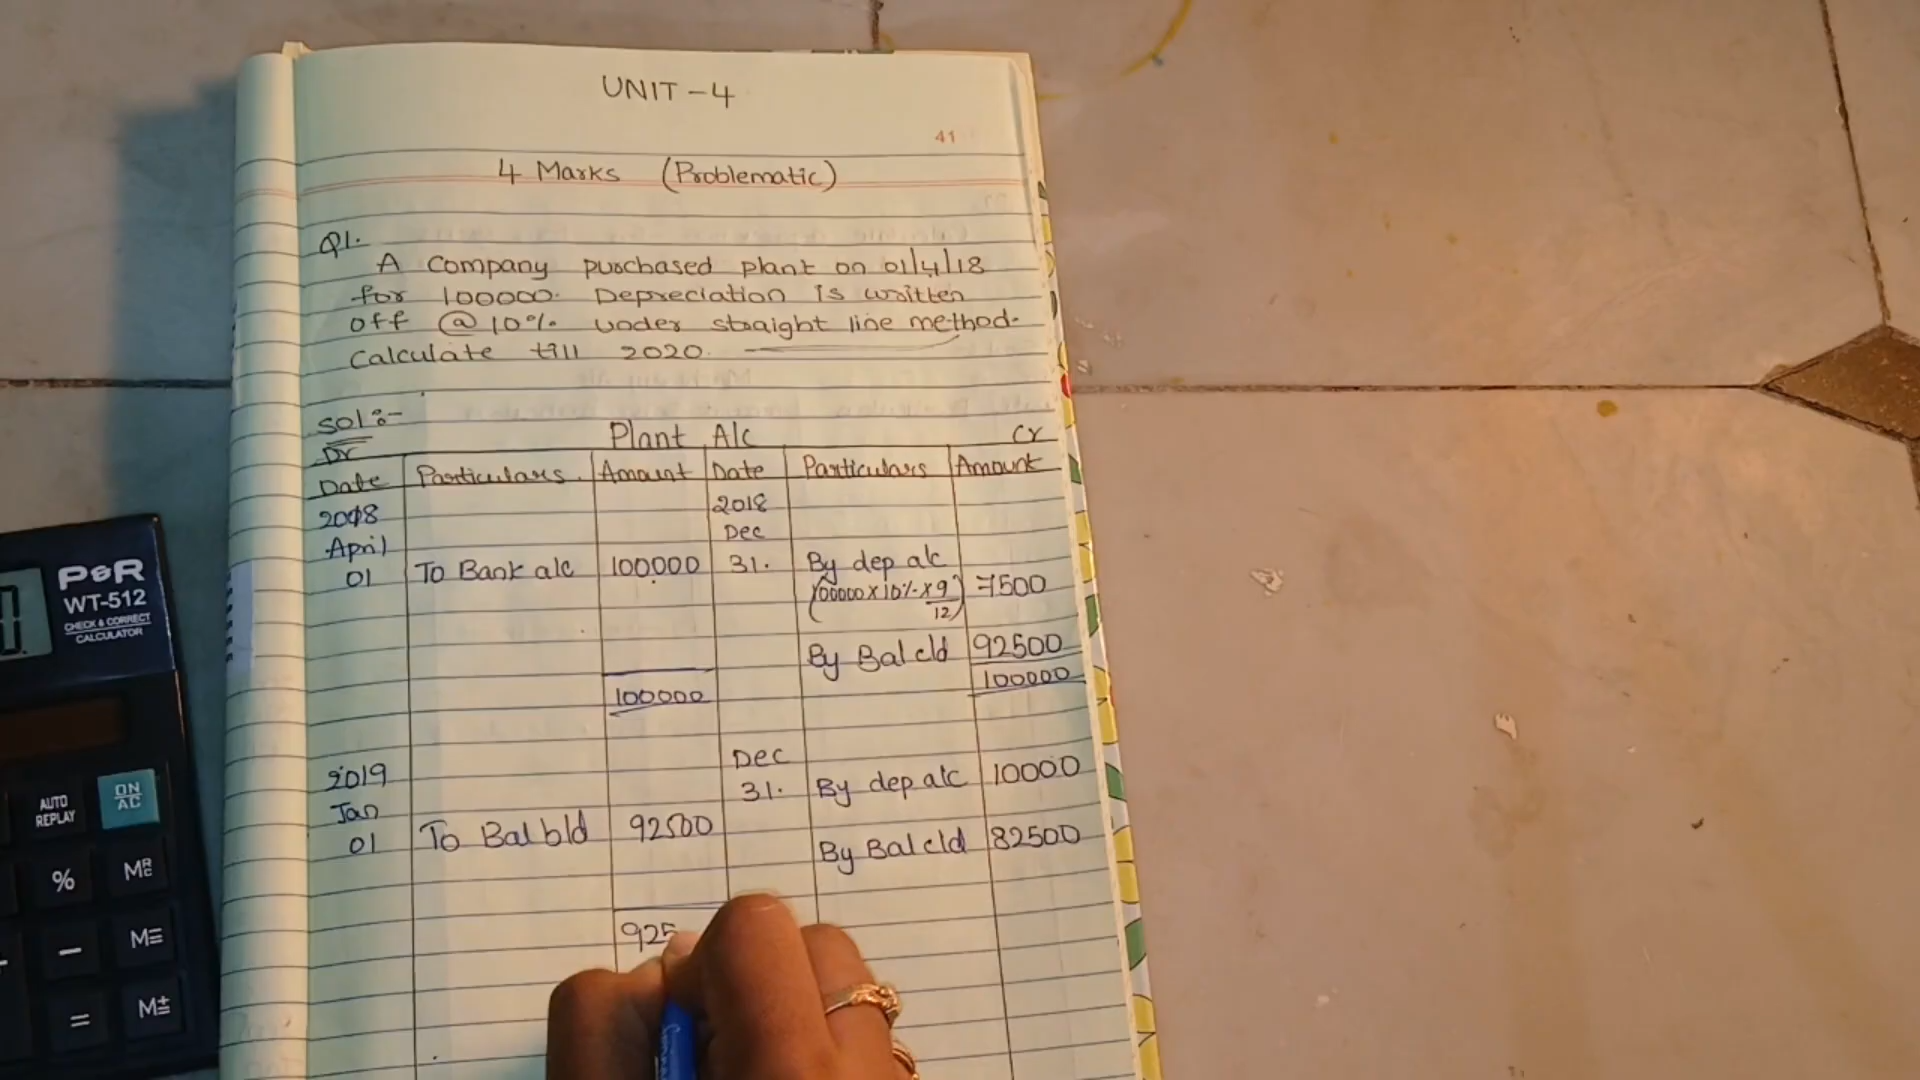 UNIT-4
41
4 Marks (Problematic)
Q1.
A Company purchased plant on 01/4/18
for 100000. Depreciation is written
off @ 10% under straight line method.
Calculate till 2020.
Sol:-
Dr Plant A/c Cr
Date Particulars Amount Date Particulars Amount
2018 2018
April Dec
01 To Bank a/c 100000 31. By dep a/c
(100000 x 10% x 9/12) 7500
By Bal c/d 92500
100000 100000
2019 Dec
Jan 31. By dep a/c 10000
01 To Bal b/d 92500
By Bal c/d 82500
925
P&R
WT-512
CHECK & CORRECT
CALCULATOR
AUTO
REPLAY
ON
AC
%
MRC
−
M=
=
M±